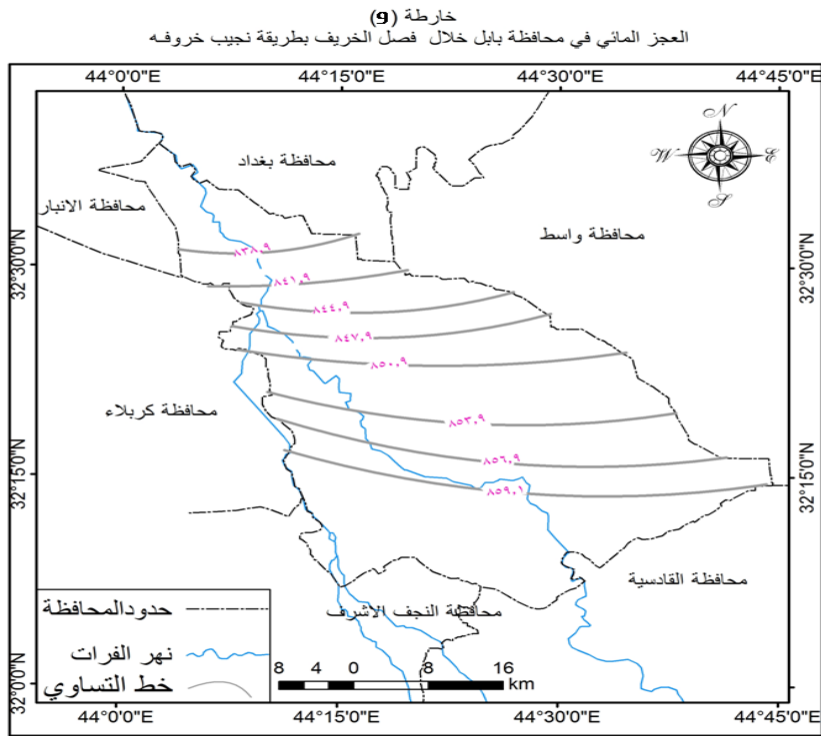 خارطة (9)
العجز المائي في محافظة بابل خلال فصل الخريف بطريقة نجيب خروفه
44°0'0"E 44°15'0"E 44°30'0"E 44°45'0"E
N
W E
S
محافظة بغداد
محافظة الانبار
محافظة واسط
32°30'0"N 32°30'0"N
٨٣٨,٩
٨٤١,٩
٨٤٤,٩
٨٤٧,٩
٨٥٠,٩
محافظة كربلاء
٨٥٣,٩
٨٥٦,٩
32°15'0"N 32°15'0"N
٨٥٩,١
محافظة القادسية
محافظة النجف الاشرف
حدودالمحافظة
نهر الفرات
خط التساوي
8 4 0 8 16
km
32°0'0"N 32°0'0"N
44°0'0"E 44°15'0"E 44°30'0"E 44°45'0"E